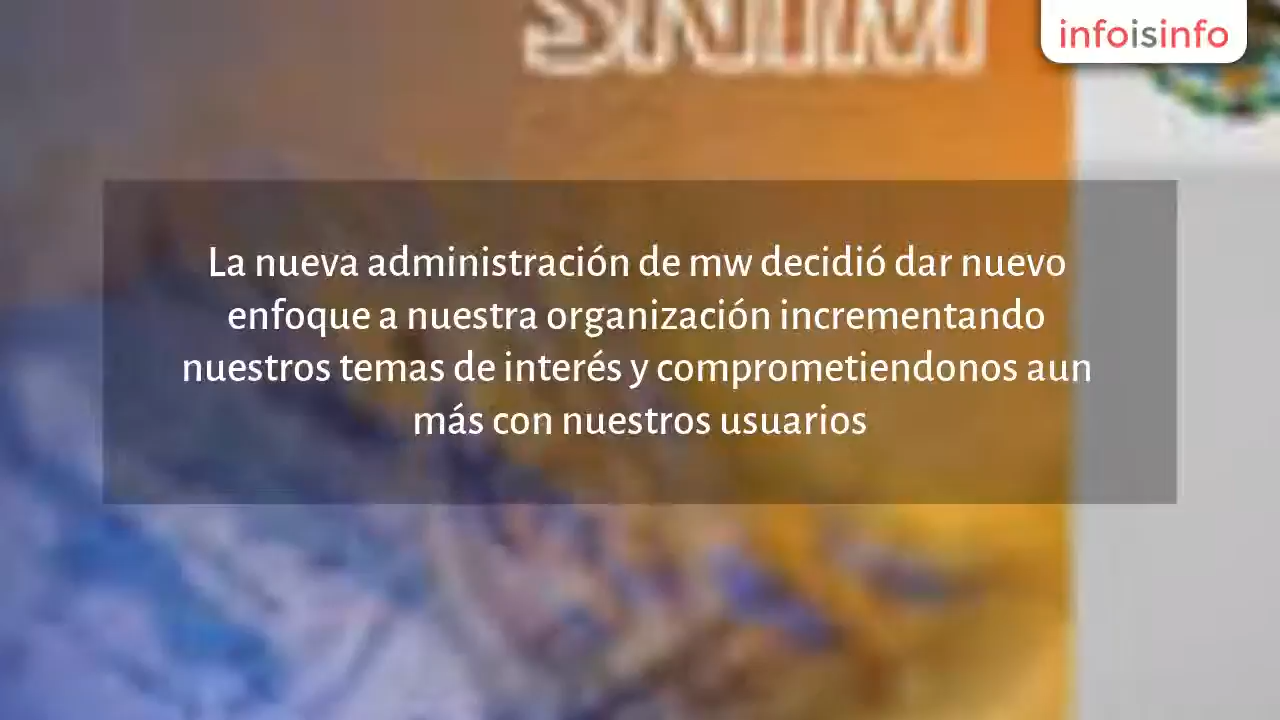 SNIM
infoisinfo
La nueva administración de mw decidió dar nuevo
enfoque a nuestra organización incrementando
nuestros temas de interés y comprometiendonos aun
más con nuestros usuarios